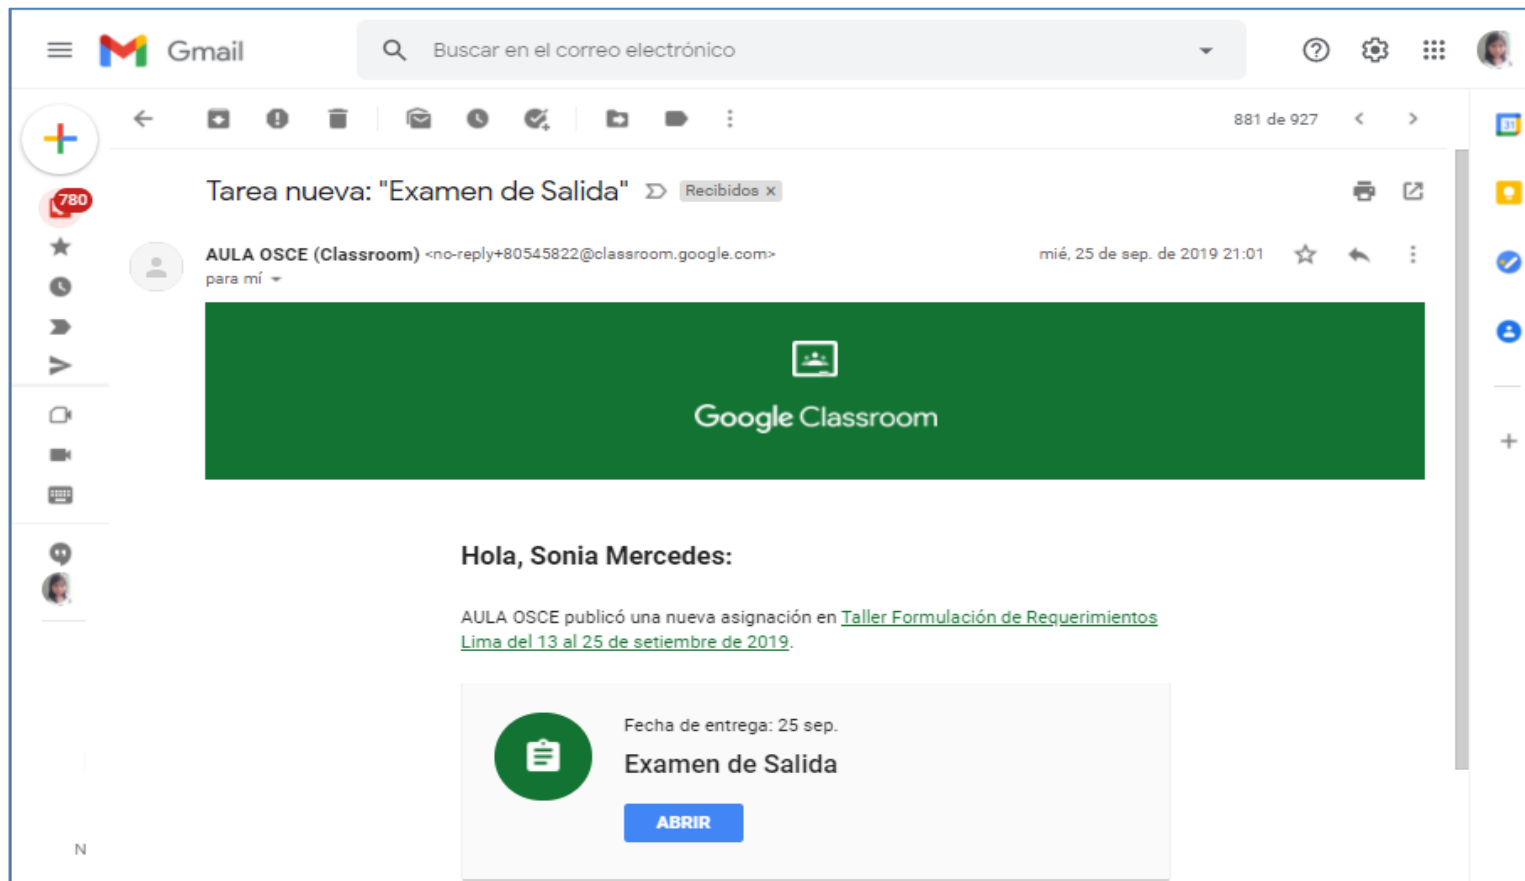 Gmail
Buscar en el correo electrónico
881 de 927
31
780
Tarea nueva: "Examen de Salida"
Recibidos x
AULA OSCE (Classroom) <no-reply+80545822@classroom.google.com>
mié, 25 de sep. de 2019 21:01
para mí
Google Classroom
Hola, Sonia Mercedes:
AULA OSCE publicó una nueva asignación en Taller Formulación de Requerimientos
Lima del 13 al 25 de setiembre de 2019.
Fecha de entrega: 25 sep.
Examen de Salida
ABRIR
N